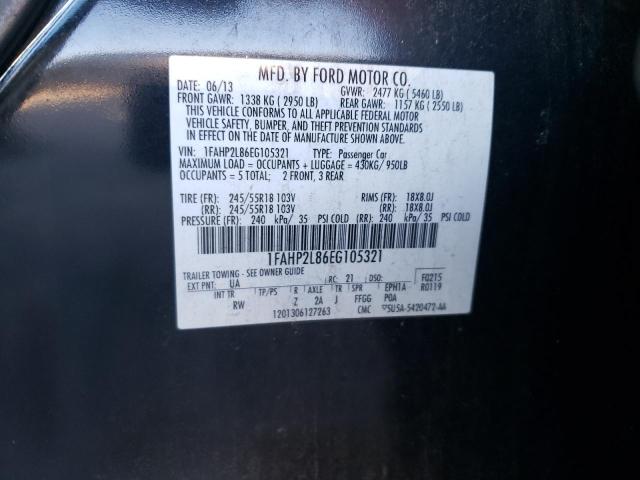 MFD. BY FORD MOTOR CO.
DATE: 06/13 GVWR: 2477 KG ( 5460 LB)
FRONT GAWR: 1338 KG ( 2950 LB) REAR GAWR: 1157 KG ( 2550 LB)
THIS VEHICLE CONFORMS TO ALL APPLICABLE FEDERAL MOTOR
VEHICLE SAFETY, BUMPER, AND THEFT PREVENTION STANDARDS
IN EFFECT ON THE DATE OF MANUFACTURE SHOWN ABOVE.
VIN: 1FAHP2L86EG105321 TYPE: Passenger Car
MAXIMUM LOAD = OCCUPANTS + LUGGAGE = 430KG/ 950LB
OCCUPANTS = 5 TOTAL; 2 FRONT, 3 REAR
TIRE (FR): 245/55R18 103V RIMS (FR): 18X8.0J
(RR): 245/55R18 103V (RR): 18X8.0J
PRESSURE (FR): 240 kPa/ 35 PSI COLD (RR): 240 kPa/ 35 PSI COLD
1FAHP2L86EG105321
TRAILER TOWING - SEE OWNER GUIDE
EXT PNT: UA RC: 21 DSO: F0215
INT TR TP/PS R AXLE TR SPR EPH1A R0119
RW Z 2A J FFGG POA
1201306127263 CMC 5U5A-5420472-AA